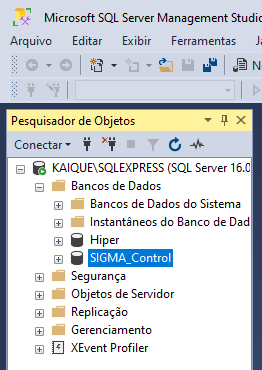 Microsoft SQL Server Management Studio
Arquivo Editar Exibir Ferramentas
Pesquisador de Objetos
Conectar
KAIQUE\SQLEXPRESS (SQL Server 16.0
Bancos de Dados
Bancos de Dados do Sistema
Instantâneos do Banco de Dad
Hiper
SIGMA_Control
Segurança
Objetos de Servidor
Replicação
Gerenciamento
XEvent Profiler